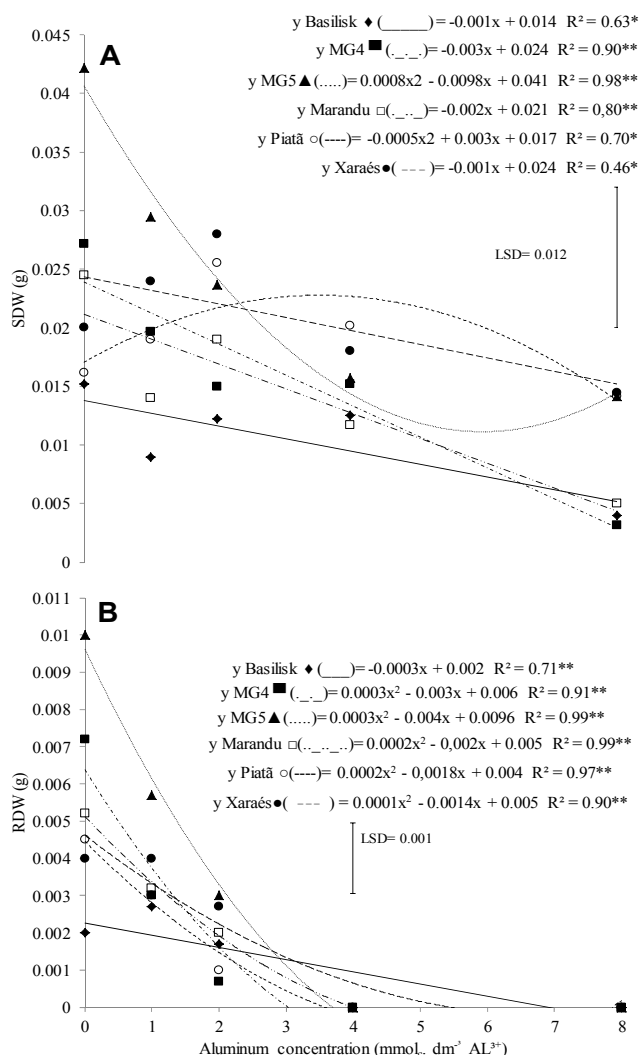 y Basilisk ♦ (______) = -0.001x + 0.014 R² = 0.63*
y MG4 ■ (._._.)= -0.003x + 0.024 R² = 0.90**
y MG5▲(.....)= 0.0008x2 - 0.0098x + 0.041 R² = 0.98**
y Marandu □(._.._)= -0.002x + 0.021 R² = 0,80**
y Piatã ○(----)= -0.0005x2 + 0.003x + 0.017 R² = 0.70*
y Xaraés●( --- )= -0.001x + 0.024 R² = 0.46*
A
LSD= 0.012
SDW (g)
0.045
0.04
0.035
0.03
0.025
0.02
0.015
0.01
0.005
0
B
y Basilisk ♦ (___)= -0.0003x + 0.002 R² = 0.71**
y MG4 ■ (._._)= 0.0003x² - 0.003x + 0.006 R² = 0.91**
y MG5▲(.....)= 0.0003x² - 0.004x + 0.0096 R² = 0.99**
y Marandu □(.._.._..)= 0.0002x² - 0,002x + 0.005 R² = 0.99**
y Piatã ○(----)= 0.0002x² - 0,0018x + 0.004 R² = 0.97**
y Xaraés●( --- ) = 0.0001x² - 0.0014x + 0.005 R² = 0.90**
LSD= 0.001
RDW (g)
0.011
0.01
0.009
0.008
0.007
0.006
0.005
0.004
0.003
0.002
0.001
0
0 1 2 3 4 5 6 7 8
Aluminum concentration (mmolc dm-³ AL³⁺)